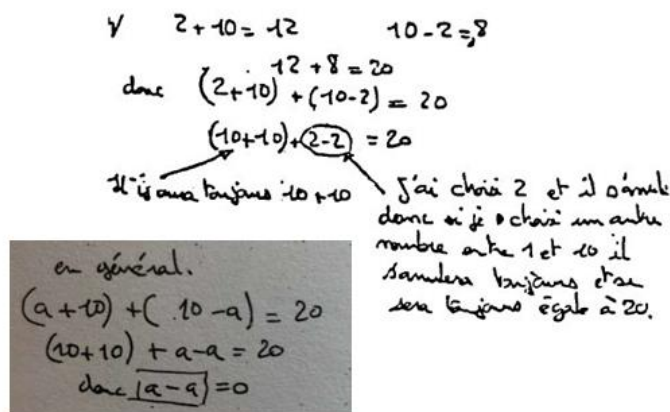 1/ 2+10=12 10-2=8
12+8=20
donc (2+10)+(10-2)=20
(10+10)+2-2=20
Il y aura toujours 10+10
J'ai choisi 2 et il s'annule
donc si je choisi un autre
nombre entre 1 et 10 il
s'annulera toujours et se
sera toujours égale à 20.
en général.
(a+10)+(10-a)=20
(10+10)+a-a=20
donc a-a=0